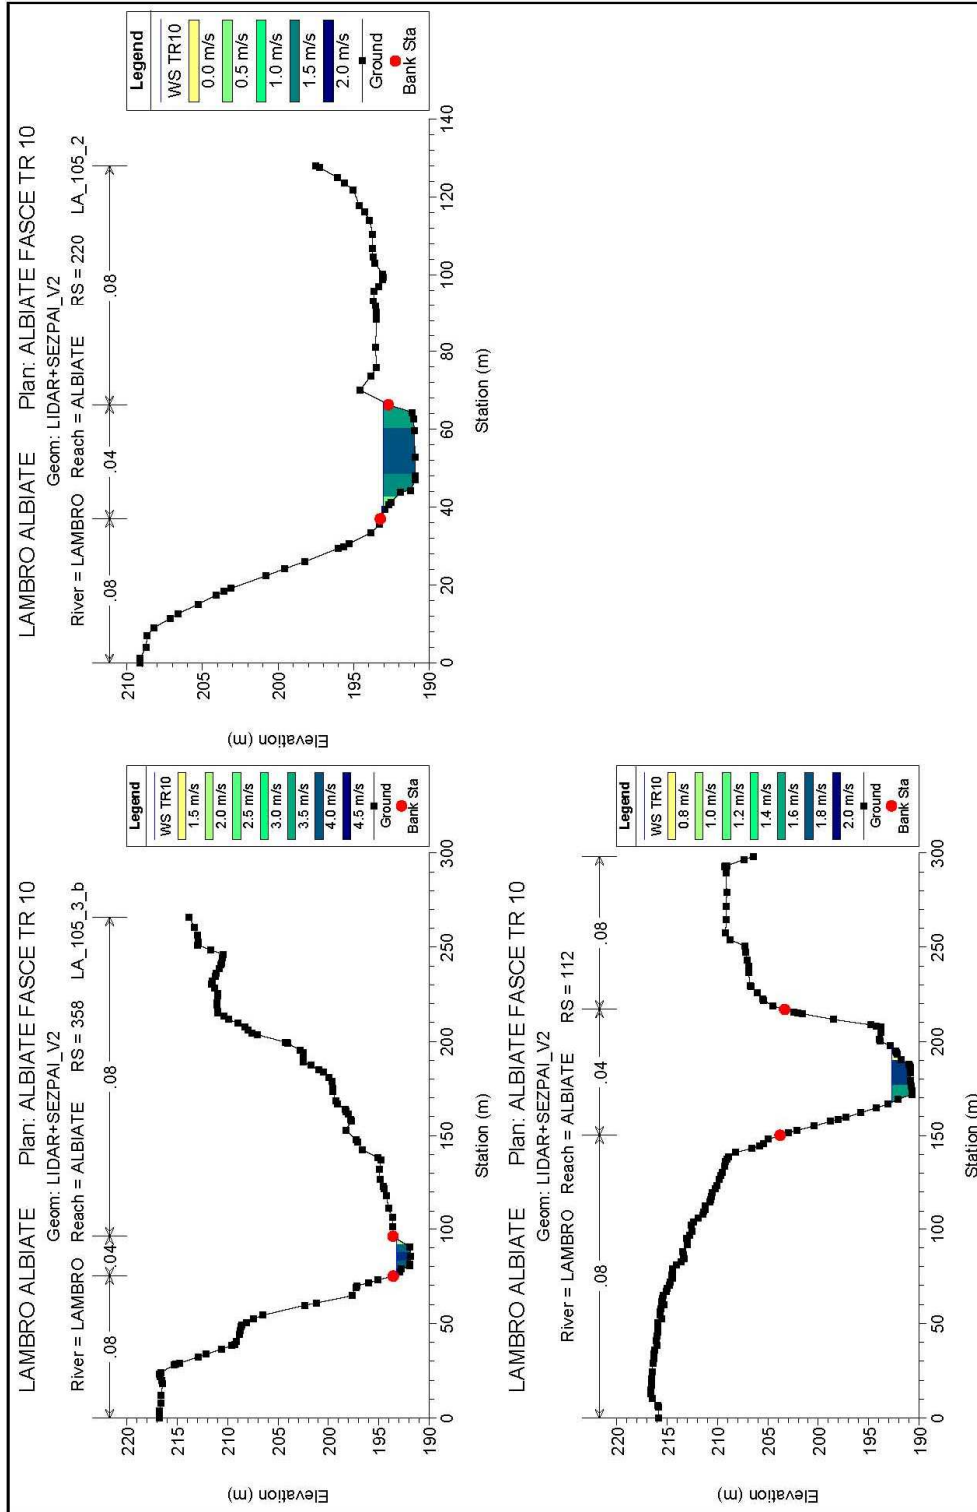 LAMBRO ALBIATE Plan: ALBIATE FASCE TR 10
Geom: LIDAR+SEZPAI_V2
River = LAMBRO Reach = ALBIATE RS = 358 LA_105_3_b
.08
.04
.08
220
215
210
205
200
195
190
Elevation (m)
0
50
100
150
200
250
300
Station (m)
Legend
WS TR10
1.5 m/s
2.0 m/s
2.5 m/s
3.0 m/s
3.5 m/s
4.0 m/s
4.5 m/s
Ground
Bank Sta
LAMBRO ALBIATE Plan: ALBIATE FASCE TR 10
Geom: LIDAR+SEZPAI_V2
River = LAMBRO Reach = ALBIATE RS = 220 LA_105_2
.08
.04
.08
210
205
200
195
190
Elevation (m)
0
20
40
60
80
100
120
140
Station (m)
Legend
WS TR10
0.0 m/s
0.5 m/s
1.0 m/s
1.5 m/s
2.0 m/s
Ground
Bank Sta
LAMBRO ALBIATE Plan: ALBIATE FASCE TR 10
Geom: LIDAR+SEZPAI_V2
River = LAMBRO Reach = ALBIATE RS = 112
.08
.04
.08
220
215
210
205
200
195
190
Elevation (m)
0
50
100
150
200
250
300
Station (m)
Legend
WS TR10
0.8 m/s
1.0 m/s
1.2 m/s
1.4 m/s
1.6 m/s
1.8 m/s
2.0 m/s
Ground
Bank Sta